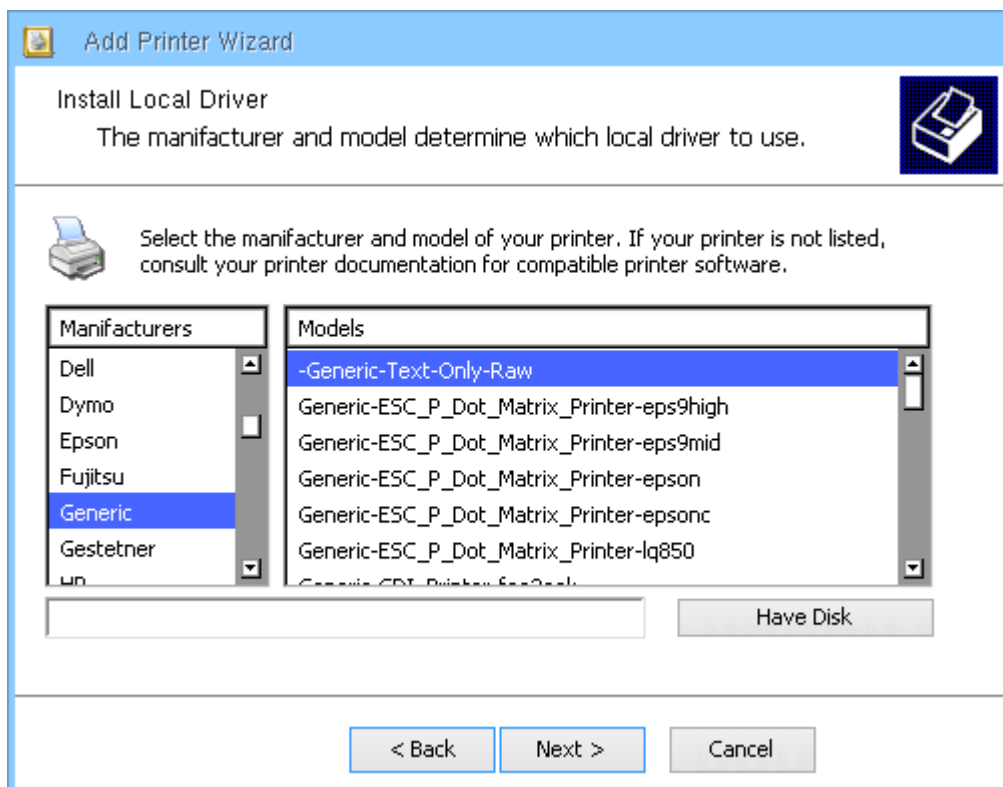 Add Printer Wizard
Install Local Driver
The manifacturer and model determine which local driver to use.
Select the manifacturer and model of your printer. If your printer is not listed,
consult your printer documentation for compatible printer software.
Manifacturers
Dell
Dymo
Epson
Fujitsu
Generic
Gestetner
HP
Models
-Generic-Text-Only-Raw
Generic-ESC_P_Dot_Matrix_Printer-eps9high
Generic-ESC_P_Dot_Matrix_Printer-eps9mid
Generic-ESC_P_Dot_Matrix_Printer-epson
Generic-ESC_P_Dot_Matrix_Printer-epsonc
Generic-ESC_P_Dot_Matrix_Printer-lq850
Have Disk
< Back
Next >
Cancel